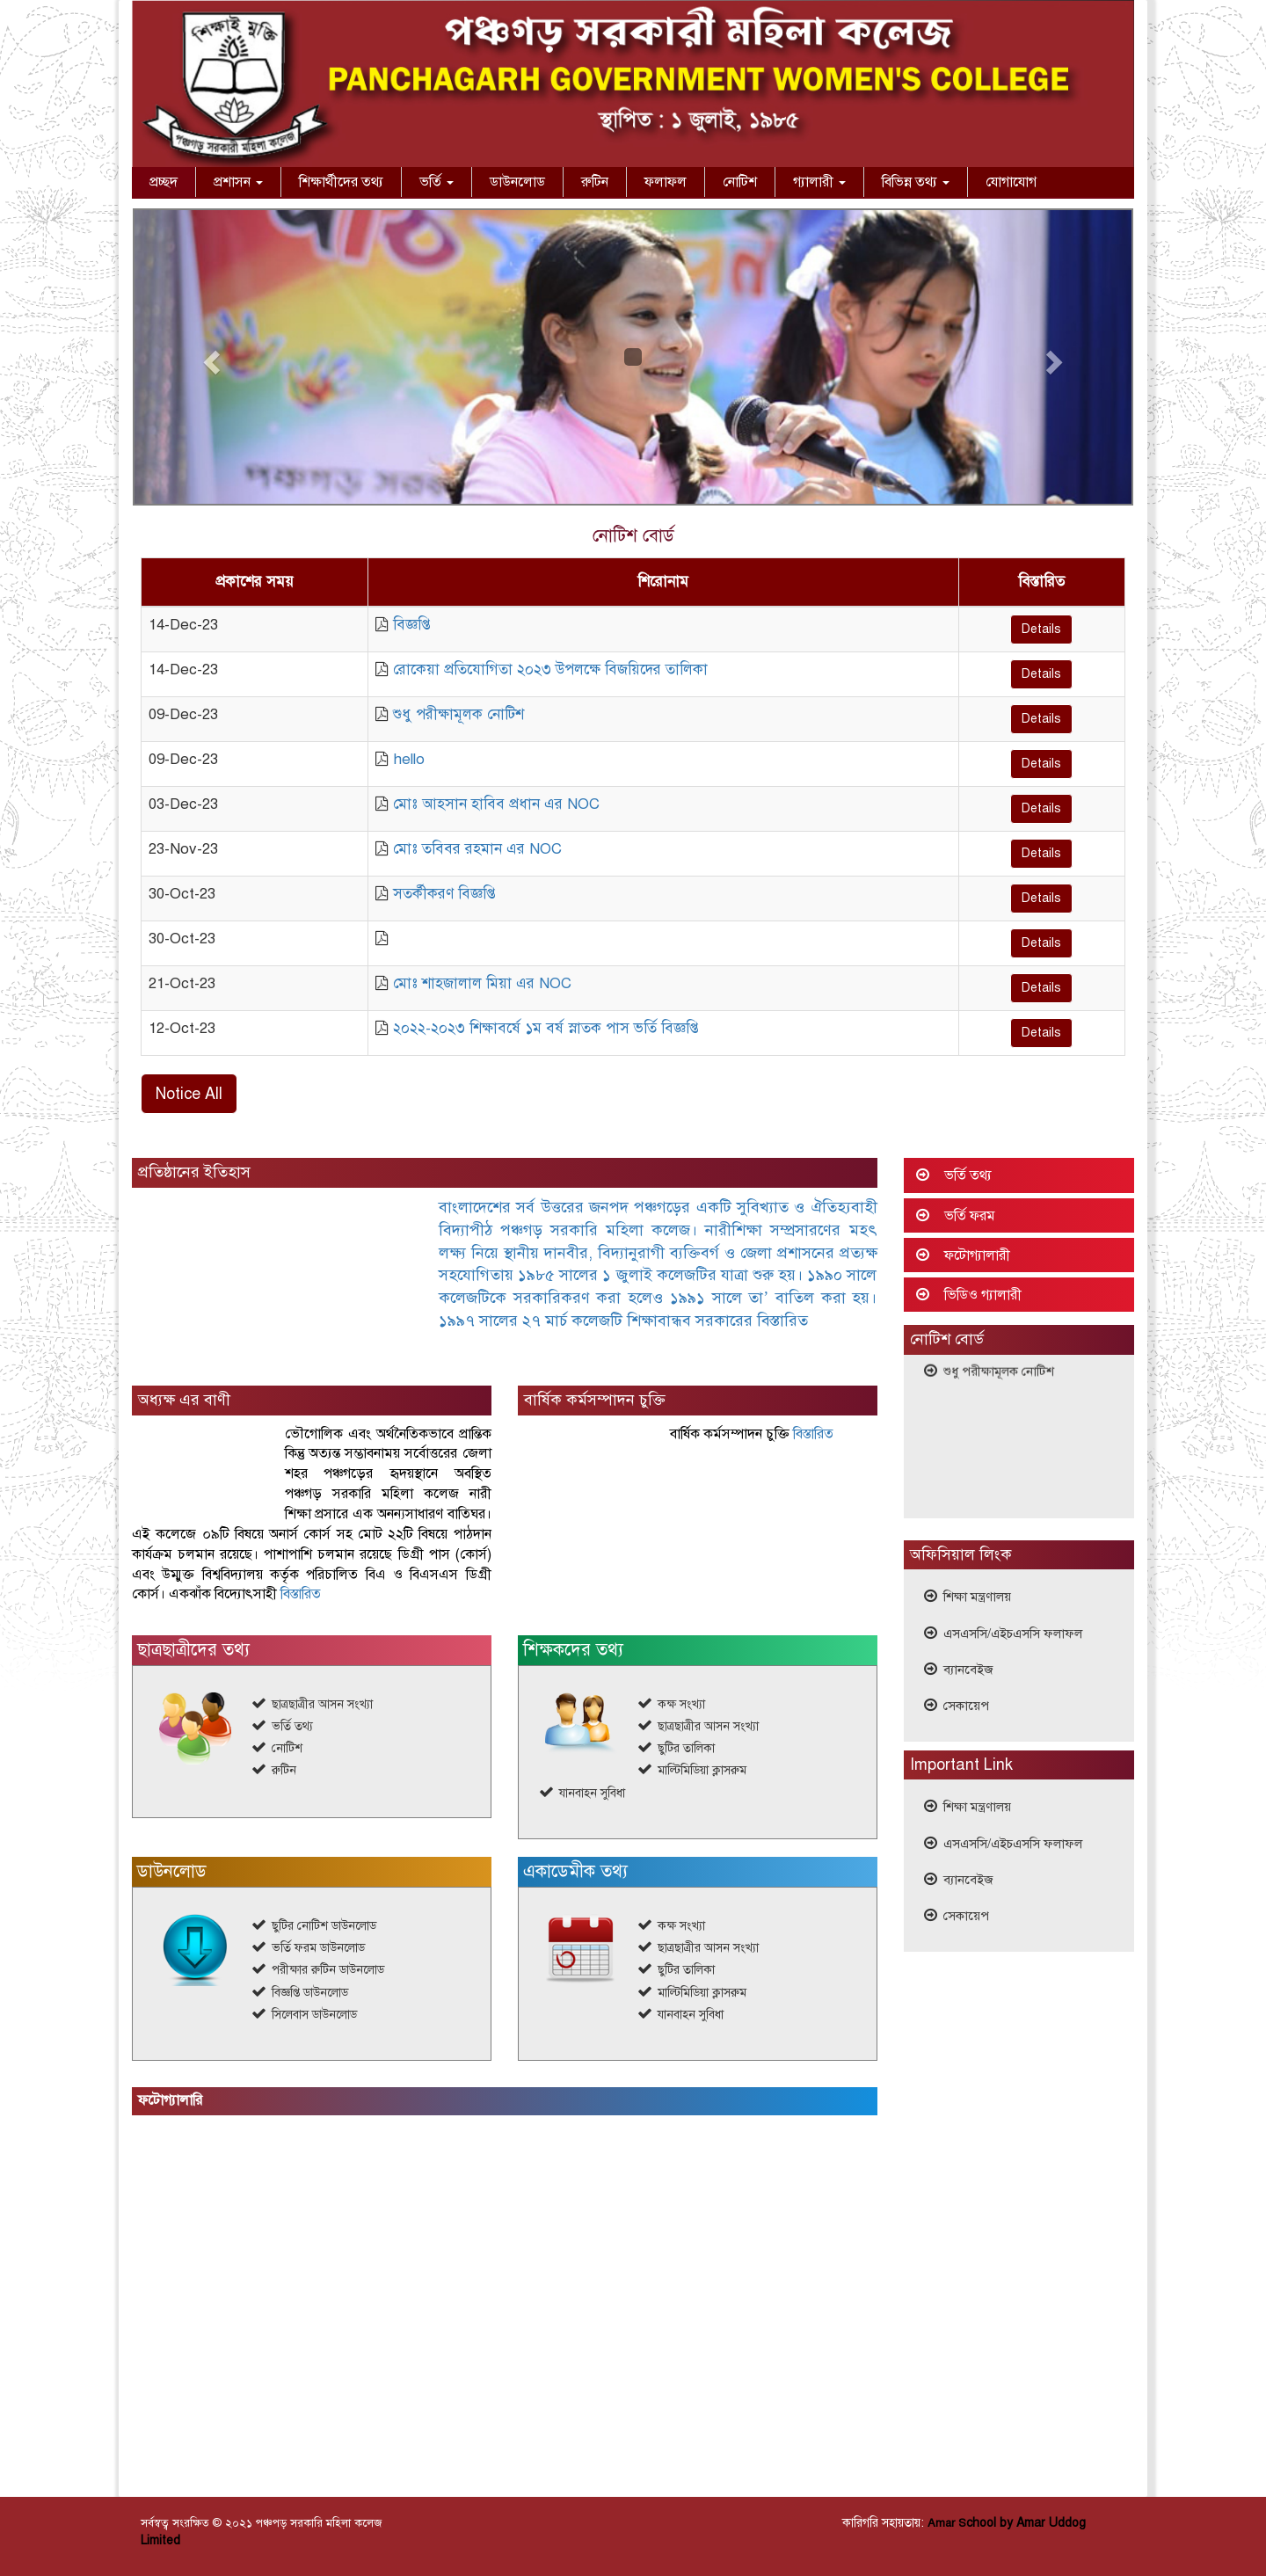 শিক্ষাই মুক্তি
পঞ্চগড় সরকারী মহিলা কলেজ
পঞ্চগড় সরকারী মহিলা কলেজ
PANCHAGARH GOVERNMENT WOMEN'S COLLEGE
স্থাপিত : ১ জুলাই, ১৯৮৫
প্রচ্ছদ প্রশাসন শিক্ষার্থীদের তথ্য ভর্তি ডাউনলোড রুটিন ফলাফল নোটিশ গ্যালারী বিভিন্ন তথ্য যোগাযোগ
পঞ্চগড় সরকা
নোটিশ বোর্ড
প্রকাশের সময় শিরোনাম বিস্তারিত
14-Dec-23 বিজ্ঞপ্তি Details
14-Dec-23 রোকেয়া প্রতিযোগিতা ২০২৩ উপলক্ষে বিজয়িদের তালিকা Details
09-Dec-23 শুধু পরীক্ষামূলক নোটিশ Details
09-Dec-23 hello Details
03-Dec-23 মোঃ আহসান হাবিব প্রধান এর NOC Details
23-Nov-23 মোঃ তবিবর রহমান এর NOC Details
30-Oct-23 সতর্কীকরণ বিজ্ঞপ্তি Details
30-Oct-23 Details
21-Oct-23 মোঃ শাহজালাল মিয়া এর NOC Details
12-Oct-23 ২০২২-২০২৩ শিক্ষাবর্ষে ১ম বর্ষ স্নাতক পাস ভর্তি বিজ্ঞপ্তি Details
Notice All
প্রতিষ্ঠানের ইতিহাস
বাংলাদেশের সর্ব উত্তরের জনপদ পঞ্চগড়ের একটি সুবিখ্যাত ও ঐতিহ্যবাহী
বিদ্যাপীঠ পঞ্চগড় সরকারি মহিলা কলেজ। নারীশিক্ষা সম্প্রসারণের মহৎ
লক্ষ্য নিয়ে স্থানীয় দানবীর, বিদ্যানুরাগী ব্যক্তিবর্গ ও জেলা প্রশাসনের প্রত্যক্ষ
সহযোগিতায় ১৯৮৫ সালের ১ জুলাই কলেজটির যাত্রা শুরু হয়। ১৯৯০ সালে
কলেজটিকে সরকারিকরণ করা হলেও ১৯৯১ সালে তা’ বাতিল করা হয়।
১৯৯৭ সালের ২৭ মার্চ কলেজটি শিক্ষাবান্ধব সরকারের বিস্তারিত
অধ্যক্ষ এর বাণী
ভৌগোলিক এবং অর্থনৈতিকভাবে প্রান্তিক
কিন্তু অত্যন্ত সম্ভাবনাময় সর্বোত্তরের জেলা
শহর পঞ্চগড়ের হৃদয়স্থানে অবস্থিত
পঞ্চগড় সরকারি মহিলা কলেজ নারী
শিক্ষা প্রসারে এক অনন্যসাধারণ বাতিঘর।
এই কলেজে ০৯টি বিষয়ে অনার্স কোর্স সহ মোট ২২টি বিষয়ে পাঠদান
কার্যক্রম চলমান রয়েছে। পাশাপাশি চলমান রয়েছে ডিগ্রী পাস (কোর্স)
এবং উম্মুক্ত বিশ্ববিদ্যালয় কর্তৃক পরিচালিত বিএ ও বিএসএস ডিগ্রী
কোর্স। একঝাঁক বিদ্যোৎসাহী বিস্তারিত
বার্ষিক কর্মসম্পাদন চুক্তি
বার্ষিক কর্মসম্পাদন চুক্তি বিস্তারিত
ছাত্রছাত্রীদের তথ্য
ছাত্রছাত্রীর আসন সংখ্যা
ভর্তি তথ্য
নোটিশ
রুটিন
শিক্ষকদের তথ্য
কক্ষ সংখ্যা
ছাত্রছাত্রীর আসন সংখ্যা
ছুটির তালিকা
মাল্টিমিডিয়া ক্লাসরুম
যানবাহন সুবিধা
ডাউনলোড
ছুটির নোটিশ ডাউনলোড
ভর্তি ফরম ডাউনলোড
পরীক্ষার রুটিন ডাউনলোড
বিজ্ঞপ্তি ডাউনলোড
সিলেবাস ডাউনলোড
একাডেমীক তথ্য
কক্ষ সংখ্যা
ছাত্রছাত্রীর আসন সংখ্যা
ছুটির তালিকা
মাল্টিমিডিয়া ক্লাসরুম
যানবাহন সুবিধা
ফটোগ্যালারি
ভর্তি তথ্য
ভর্তি ফরম
ফটোগ্যালারী
ভিডিও গ্যালারী
নোটিশ বোর্ড
শুধু পরীক্ষামূলক নোটিশ
অফিসিয়াল লিংক
শিক্ষা মন্ত্রণালয়
এসএসসি/এইচএসসি ফলাফল
ব্যানবেইজ
সেকায়েপ
Important Link
শিক্ষা মন্ত্রণালয়
এসএসসি/এইচএসসি ফলাফল
ব্যানবেইজ
সেকায়েপ
সর্বস্বত্ব সংরক্ষিত © ২০২১ পঞ্চগড় সরকারি মহিলা কলেজ
Limited
কারিগরি সহায়তায়: Amar School by Amar Uddog